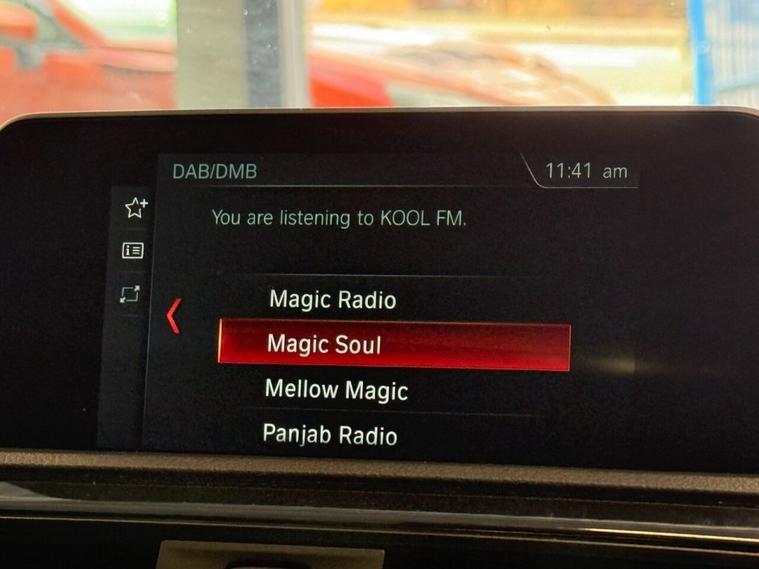 DAB/DMB
11:41 am
You are listening to KOOL FM.
Magic Radio
Magic Soul
Mellow Magic
Panjab Radio